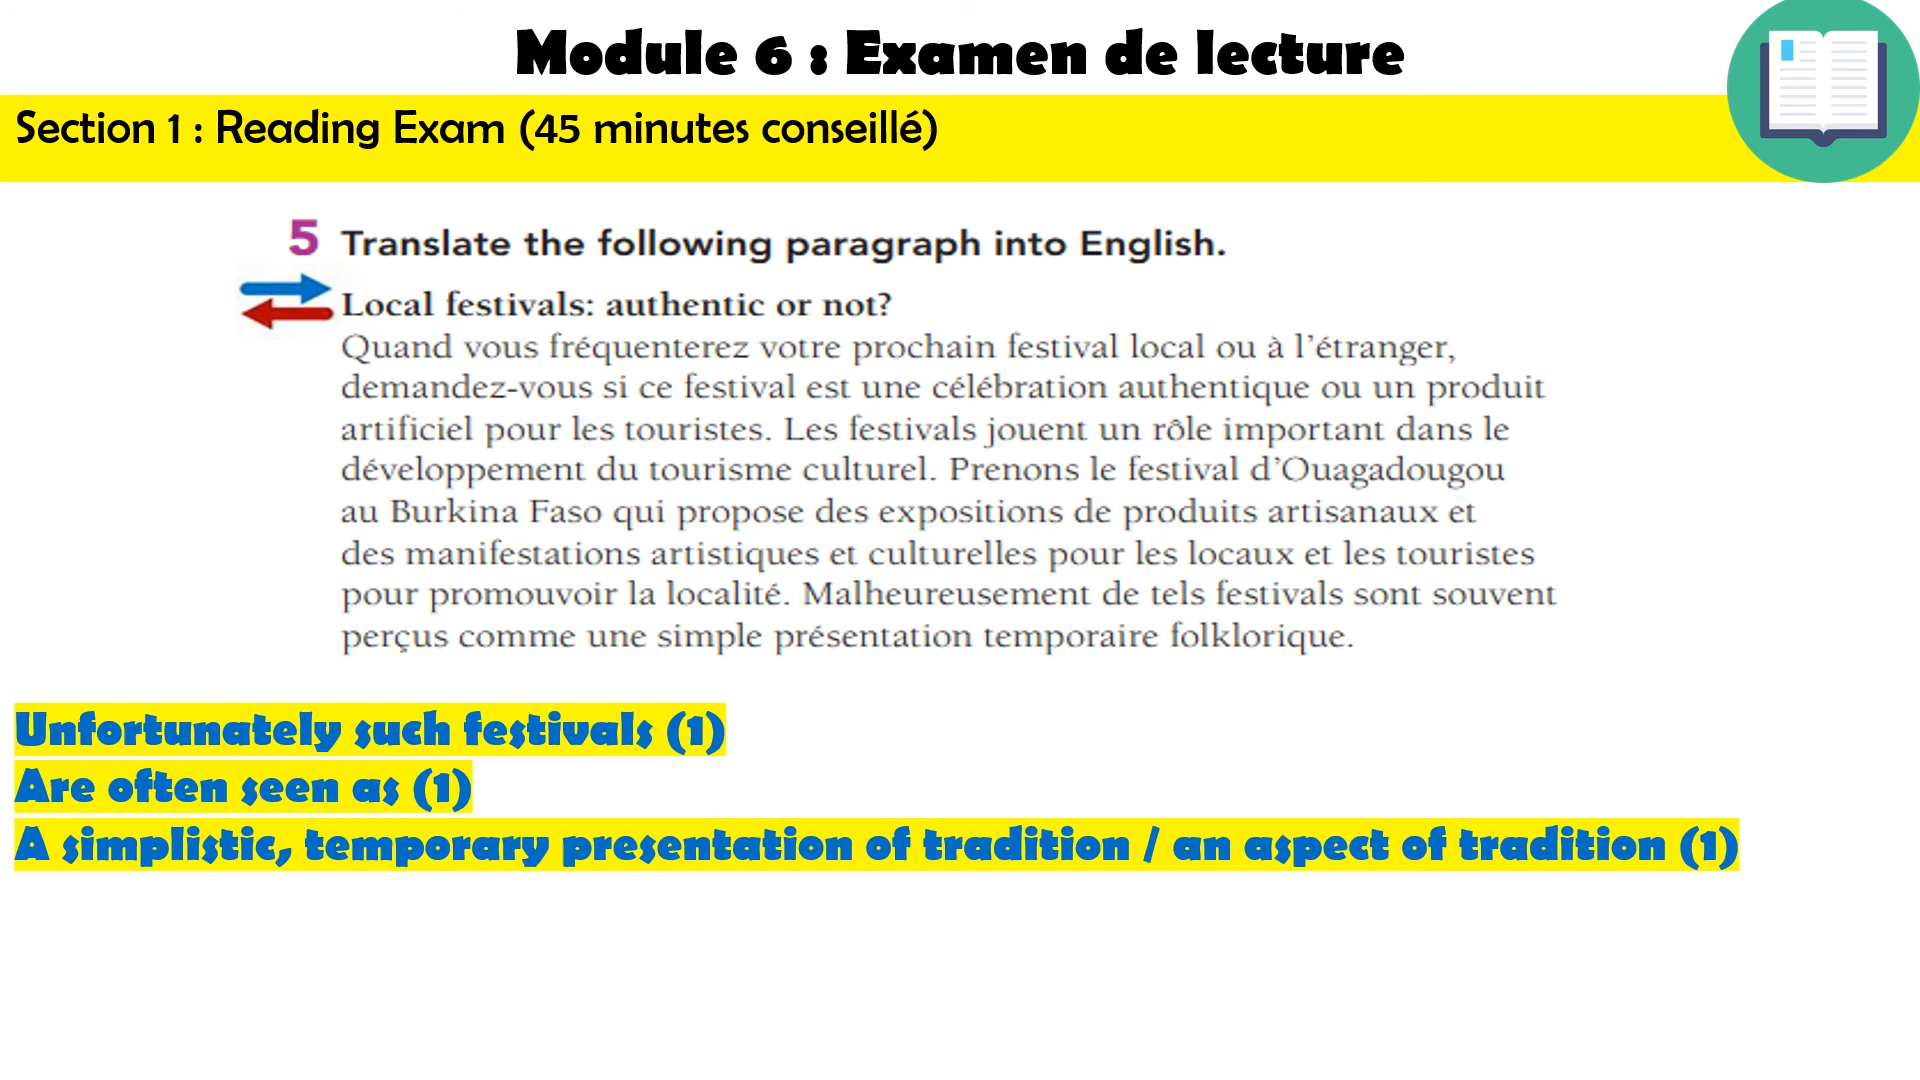 Module 6 : Examen de lecture
Section 1 : Reading Exam (45 minutes conseillé)
5 Translate the following paragraph into English.
Local festivals: authentic or not?
Quand vous fréquenterez votre prochain festival local ou à l’étranger,
demandez-vous si ce festival est une célébration authentique ou un produit
artificiel pour les touristes. Les festivals jouent un rôle important dans le
développement du tourisme culturel. Prenons le festival d’Ouagadougou
au Burkina Faso qui propose des expositions de produits artisanaux et
des manifestations artistiques et culturelles pour les locaux et les touristes
pour promouvoir la localité. Malheureusement de tels festivals sont souvent
perçus comme une simple présentation temporaire folklorique.
Unfortunately such festivals (1)
Are often seen as (1)
A simplistic, temporary presentation of tradition / an aspect of tradition (1)